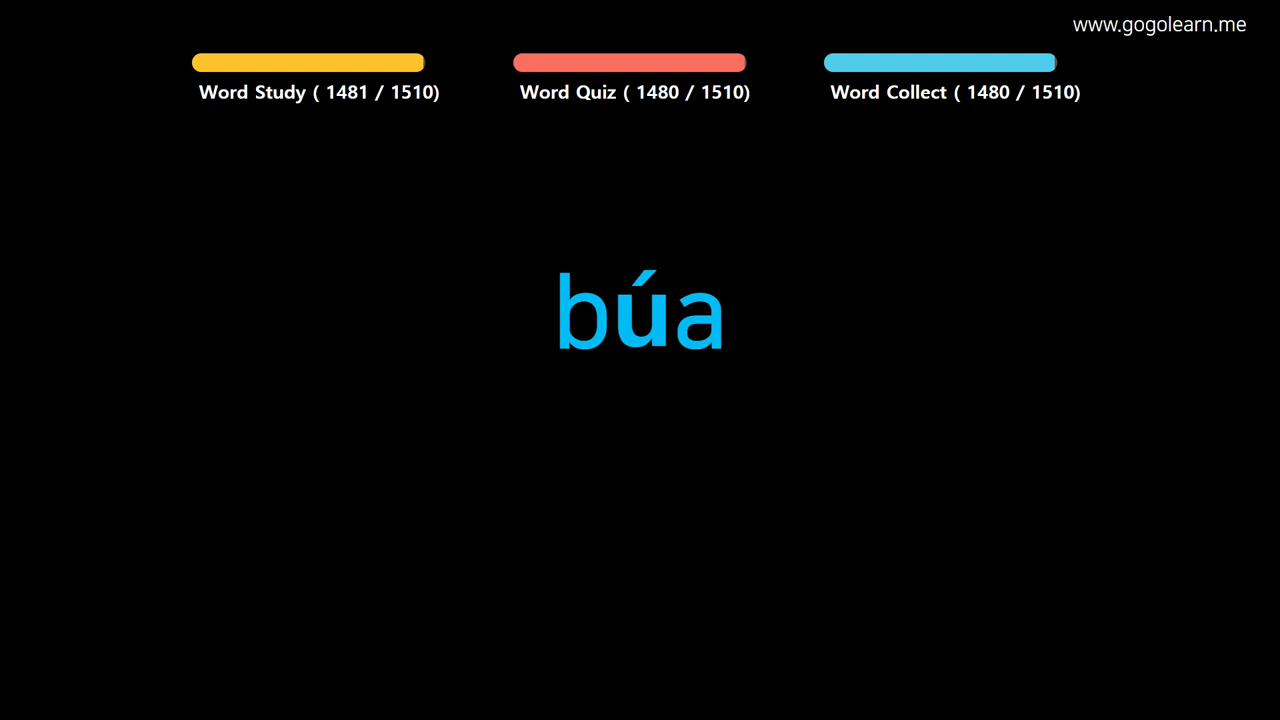 www.gogolearn.me
Word Study ( 1481 / 1510)
Word Quiz ( 1480 / 1510)
Word Collect ( 1480 / 1510)
búa